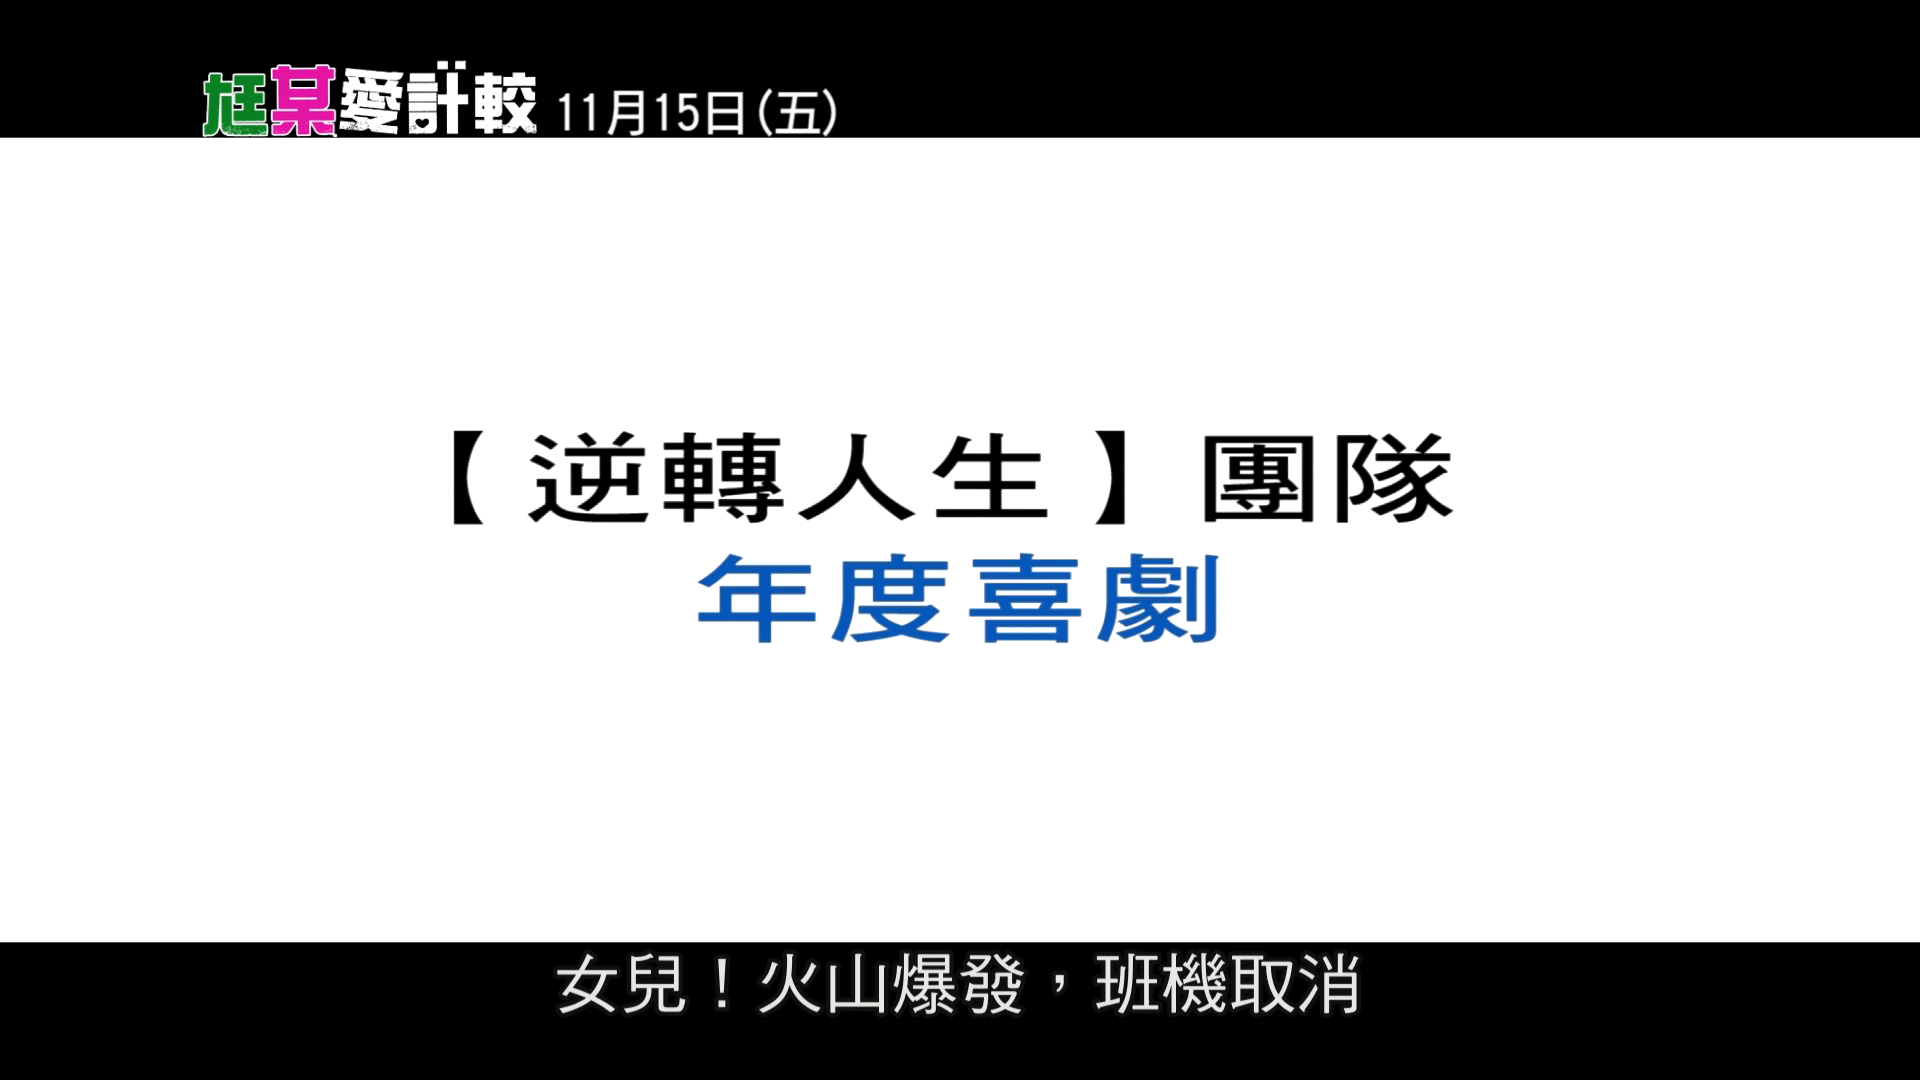 尪某愛計較 11月15日(五)
【逆轉人生】團隊
年度喜劇
女兒！火山爆發，班機取消